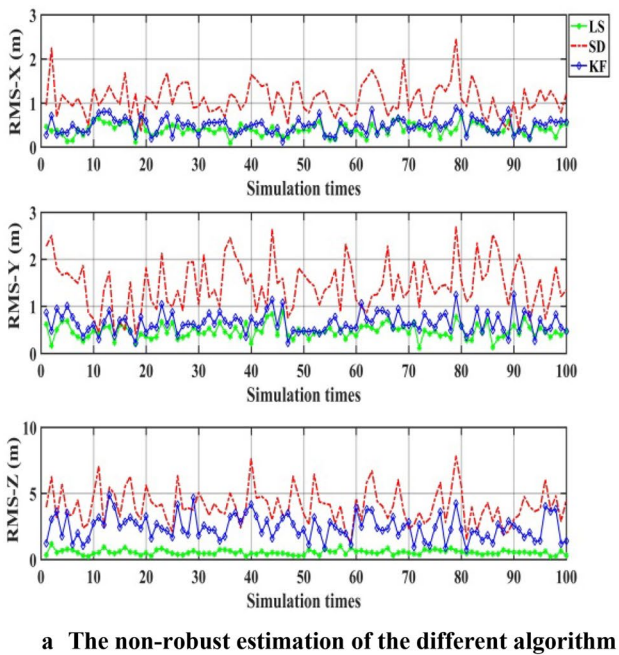 RMS-X (m)
3
2
1
0
LS
SD
KF
0 10 20 30 40 50 60 70 80 90 100
Simulation times
RMS-Y (m)
3
2
1
0
0 10 20 30 40 50 60 70 80 90 100
Simulation times
RMS-Z (m)
10
5
0
0 10 20 30 40 50 60 70 80 90 100
Simulation times
a The non-robust estimation of the different algorithm